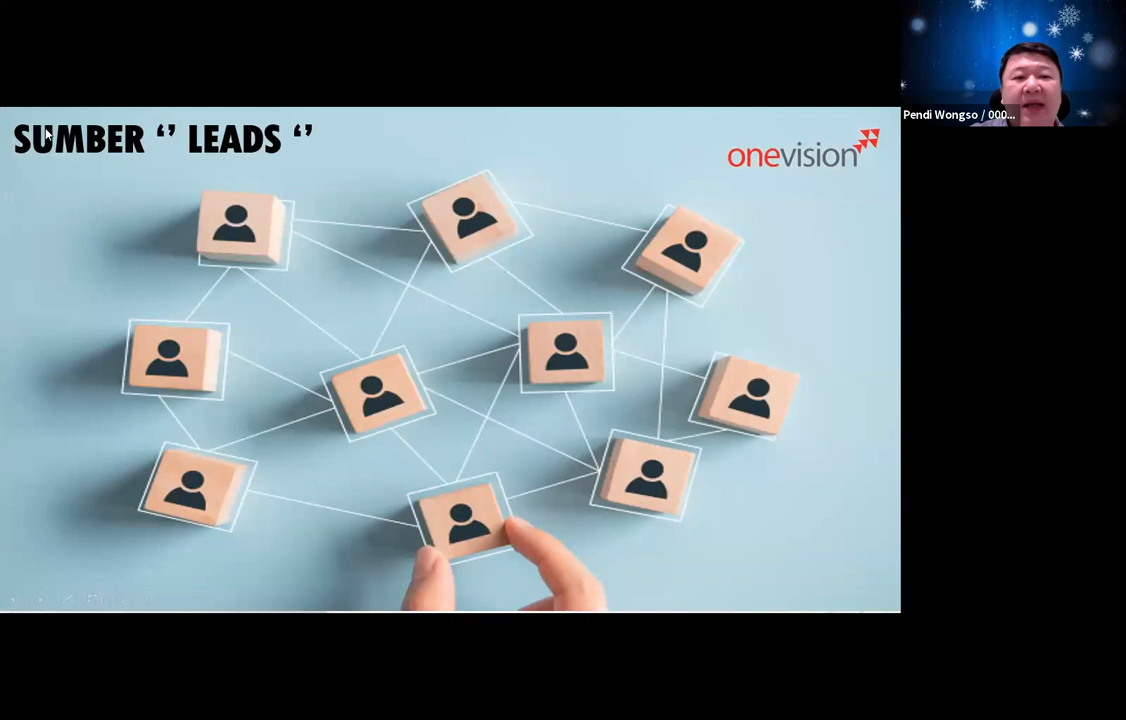 SUMBER ‘’ LEADS ‘’
onevision
Pendi Wongso / 000...